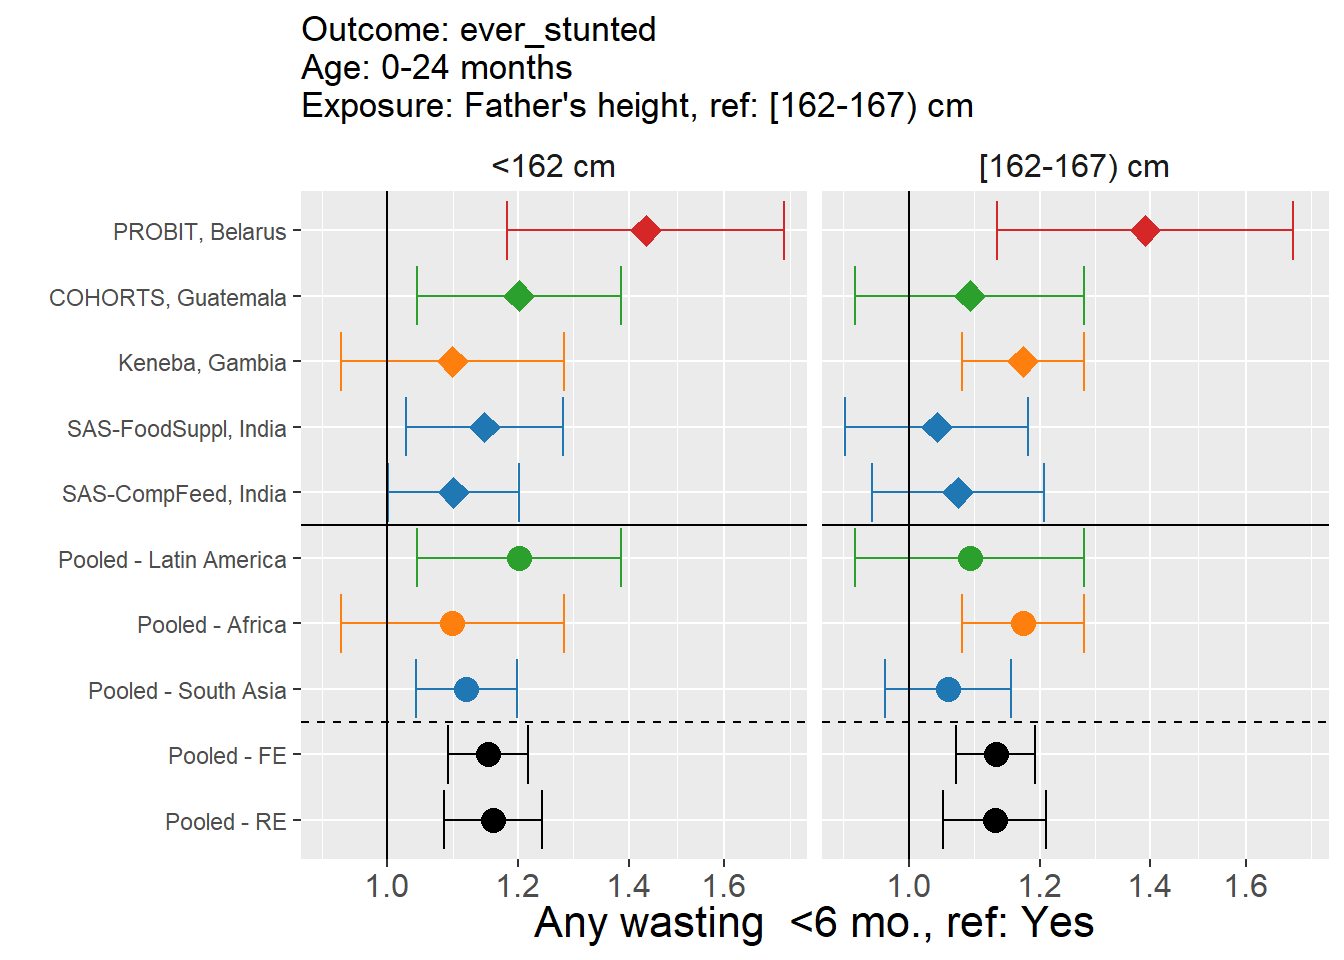 Outcome: ever_stunted
Age: 0-24 months
Exposure: Father's height, ref: [162-167) cm
<162 cm [162-167) cm
PROBIT, Belarus
COHORTS, Guatemala
Keneba, Gambia
SAS-FoodSuppl, India
SAS-CompFeed, India
Pooled - Latin America
Pooled - Africa
Pooled - South Asia
Pooled - FE
Pooled - RE
1.0 1.2 1.4 1.6 1.0 1.2 1.4 1.6
Any wasting  <6 mo., ref: Yes